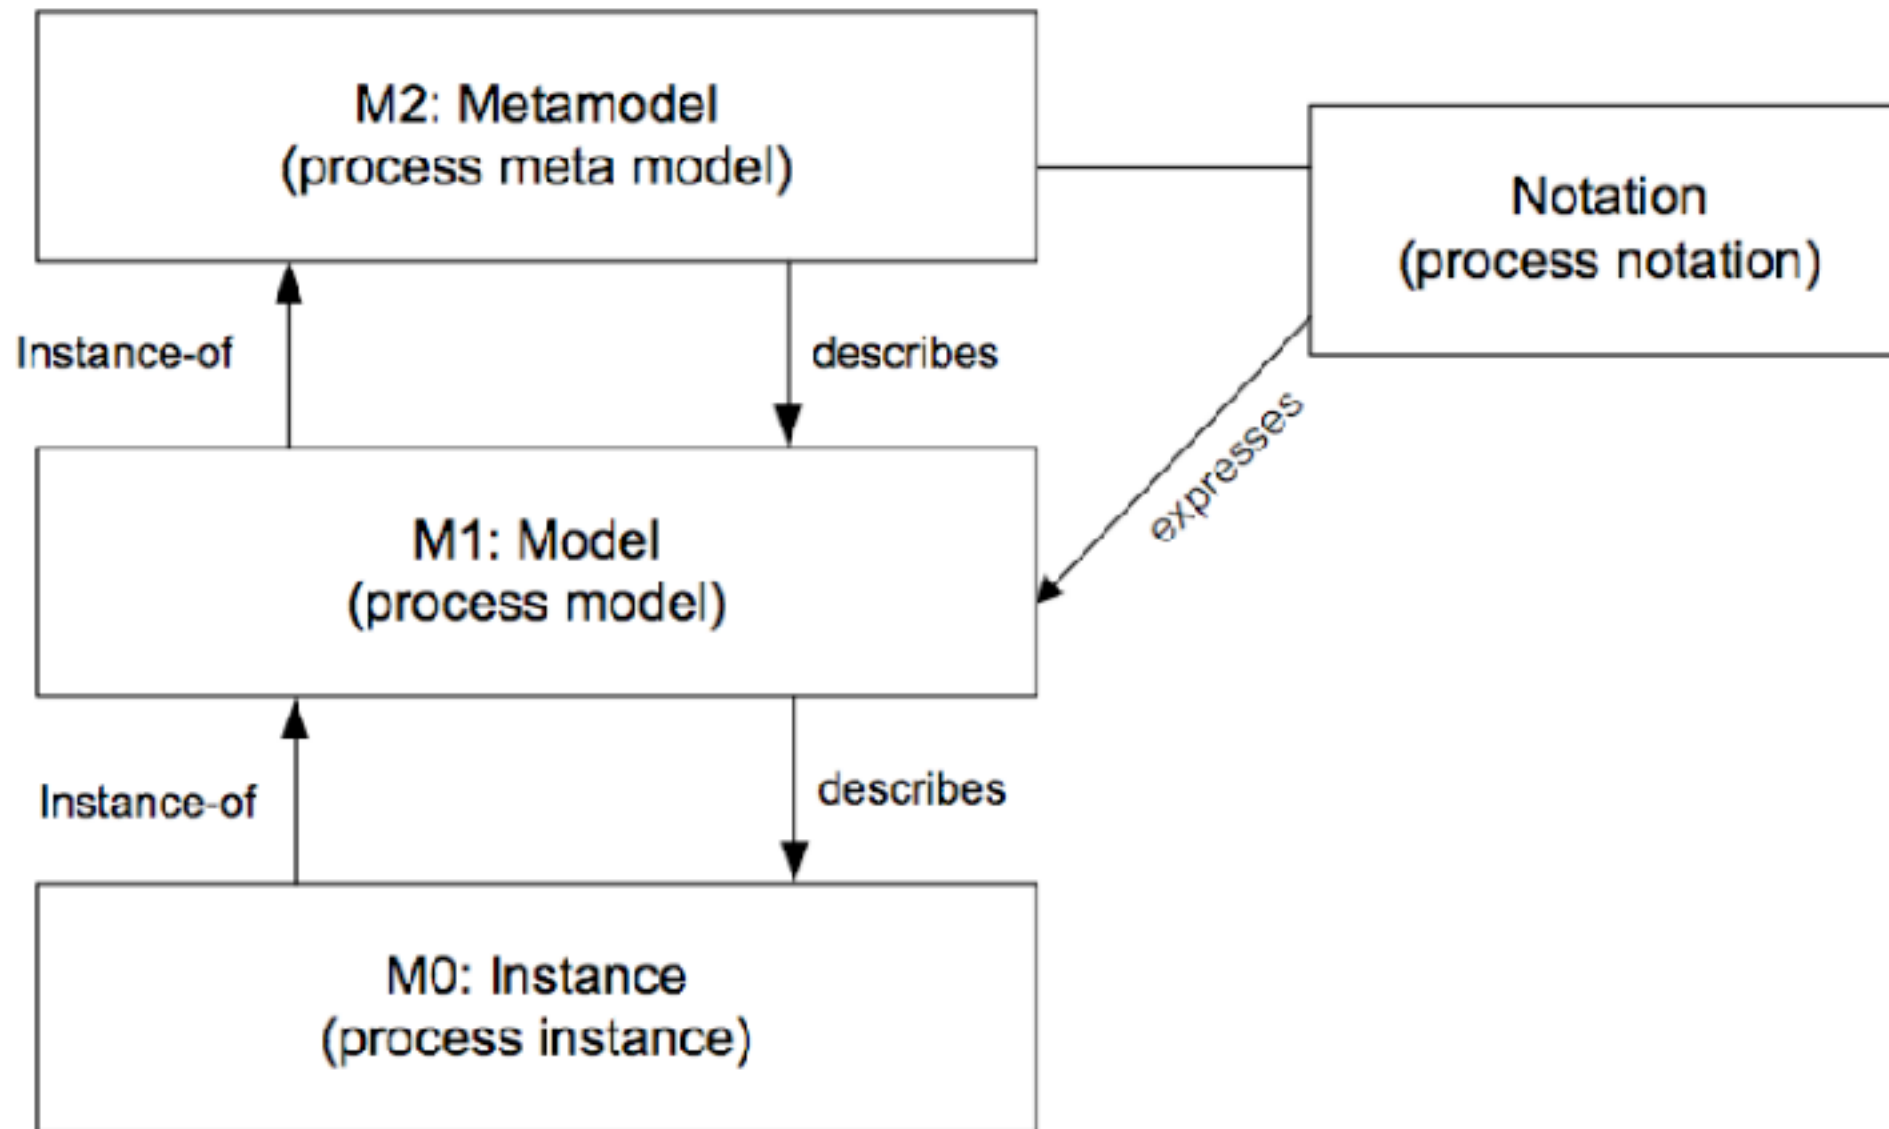 M2: Metamodel
(process meta model)
Notation
(process notation)
Instance-of
describes
expresses
M1: Model
(process model)
Instance-of
describes
M0: Instance
(process instance)